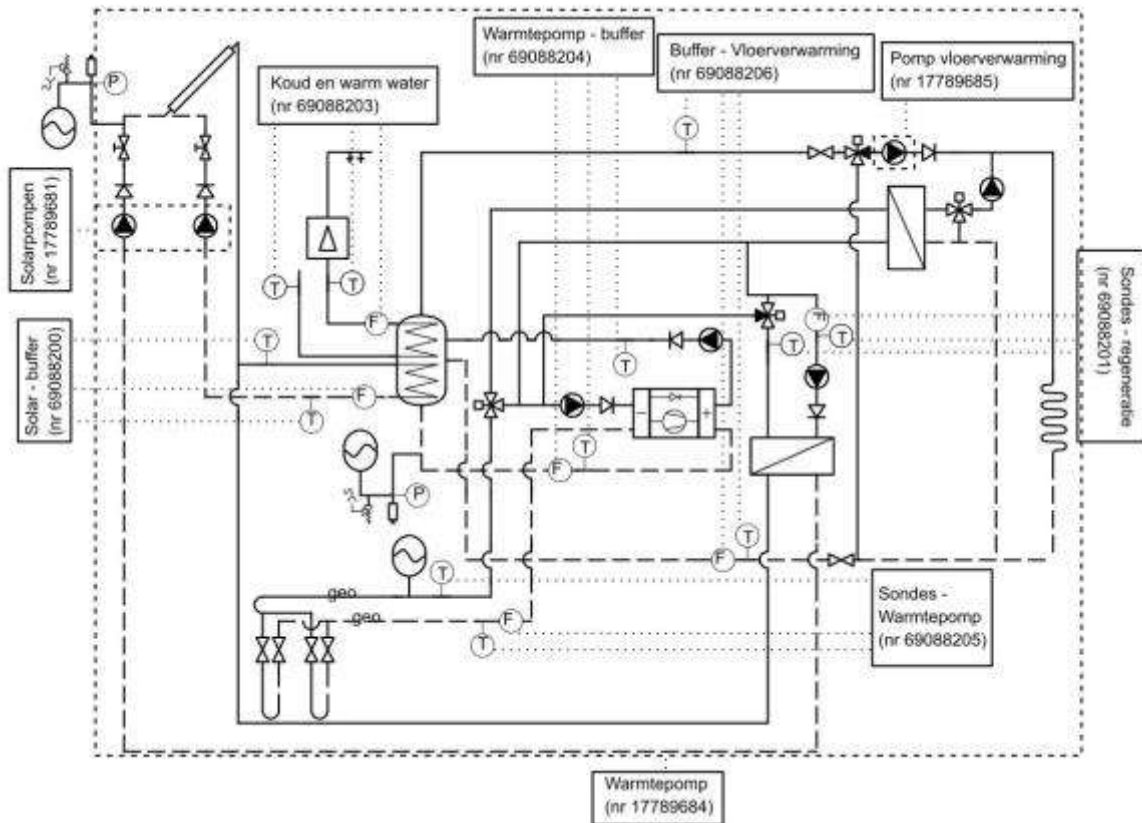 Warmtepomp - buffer
(nr 69088204)
Buffer - Vloerverwarming
(nr 69088206)
Pomp vloerverwarming
(nr 17789685)
Koud en warm water
(nr 69088203)
P
T
Solarpompen
(nr 17789681)
T
T
F
Sondes - regeneratie
(nr 69088201)
F
T
T
Solar - buffer
(nr 69088200)
T
T
F
T
-
+
T
F
P
T
F
T
geo
geo
F
T
Sondes -
Warmtepomp
(nr 69088205)
Warmtepomp
(nr 17789684)